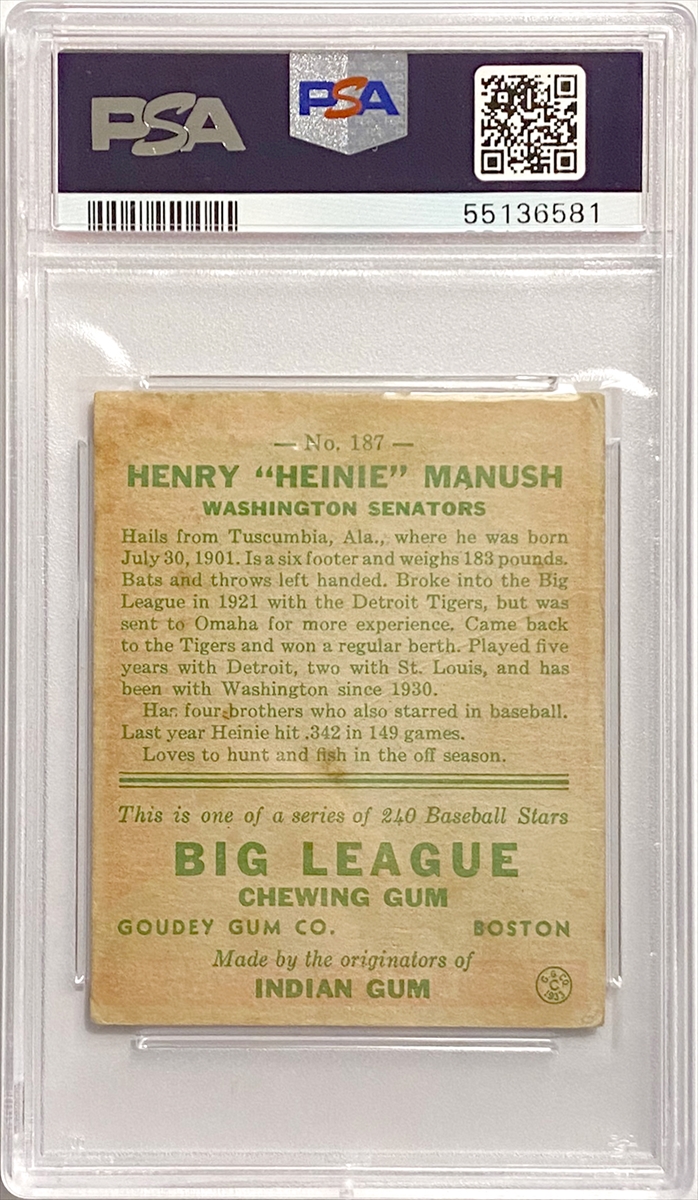 PSA
PSA
55136581
— No. 187 —
HENRY "HEINIE" MANUSH
WASHINGTON SENATORS
Hails from Tuscumbia, Ala., where he was born
July 30, 1901. Is a six footer and weighs 183 pounds.
Bats and throws left handed. Broke into the Big
League in 1921 with the Detroit Tigers, but was
sent to Omaha for more experience. Came back
to the Tigers and won a regular berth. Played five
years with Detroit, two with St. Louis, and has
been with Washington since 1930.
Has four brothers who also starred in baseball.
Last year Heinie hit .342 in 149 games.
Loves to hunt and fish in the off season.
This is one of a series of 240 Baseball Stars
BIG LEAGUE
CHEWING GUM
GOUDEY GUM CO. BOSTON
Made by the originators of
INDIAN GUM
G. G. CO.
C
1933